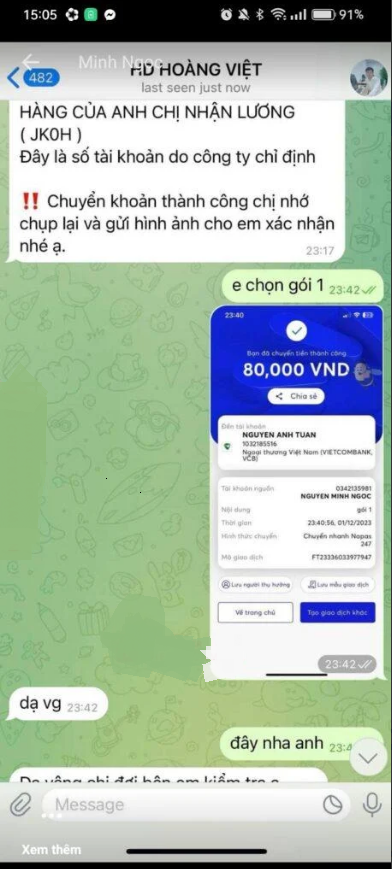 15:05
91%
482
Minh Ngọc
HD HOÀNG VIỆT
last seen just now
HÀNG CỦA ANH CHỊ NHẬN LƯƠNG
( JK0H )
Đây là số tài khoản do công ty chỉ định
‼️ Chuyển khoản thành công chị nhớ
chụp lại và gửi hình ảnh cho em xác nhận
nhé ạ.
23:17
e chọn gói 1 23:42
23:40
Bạn đã chuyển tiền thành công
80,000 VND
Chia sẻ
Đến tài khoản
NGUYEN ANH TUAN
1032185516
Ngoại thương Việt Nam (VIETCOMBANK,
VCB)
Tài khoản nguồn 0342135981
NGUYEN MINH NGOC
Nội dung gói 1
Thời gian 23:40:56, 01/12/2023
Hình thức chuyển Chuyển nhanh Napas
247
Mã giao dịch FT23336033977947
Lưu người thụ hưởng Lưu mẫu giao dịch
Về trang chủ Tạo giao dịch khác
23:42
dạ vg 23:42
đây nha anh 23:4
Dạ vâng chị đợi bên em kiểm tra ạ
Message
Xem thêm